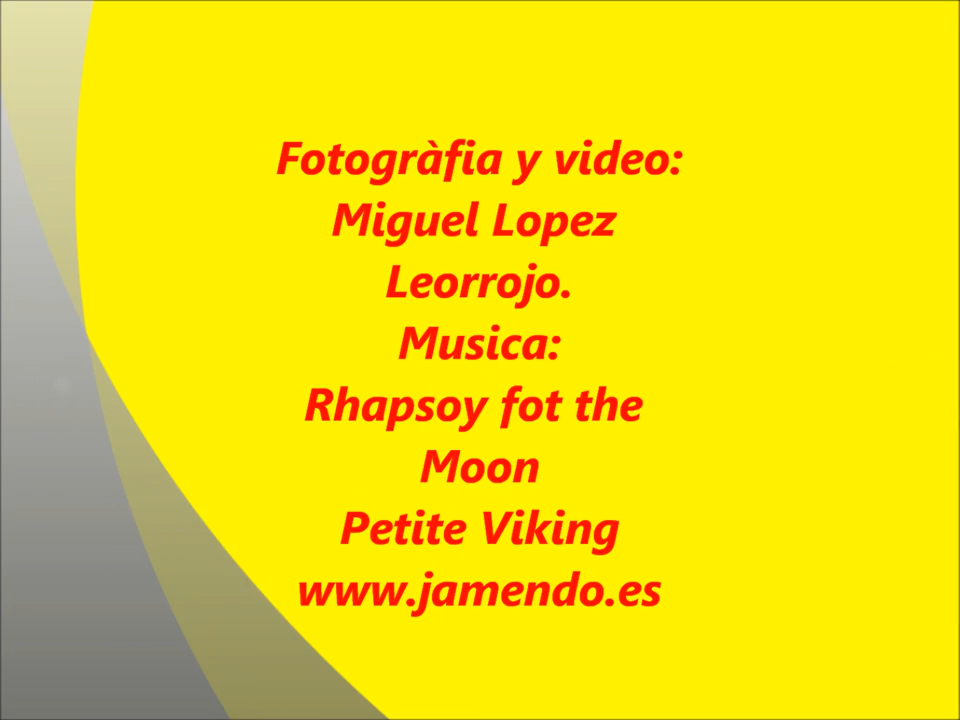 Fotogràfia y video:
Miguel Lopez
Leorrojo.
Musica:
Rhapsoy fot the
Moon
Petite Viking
www.jamendo.es